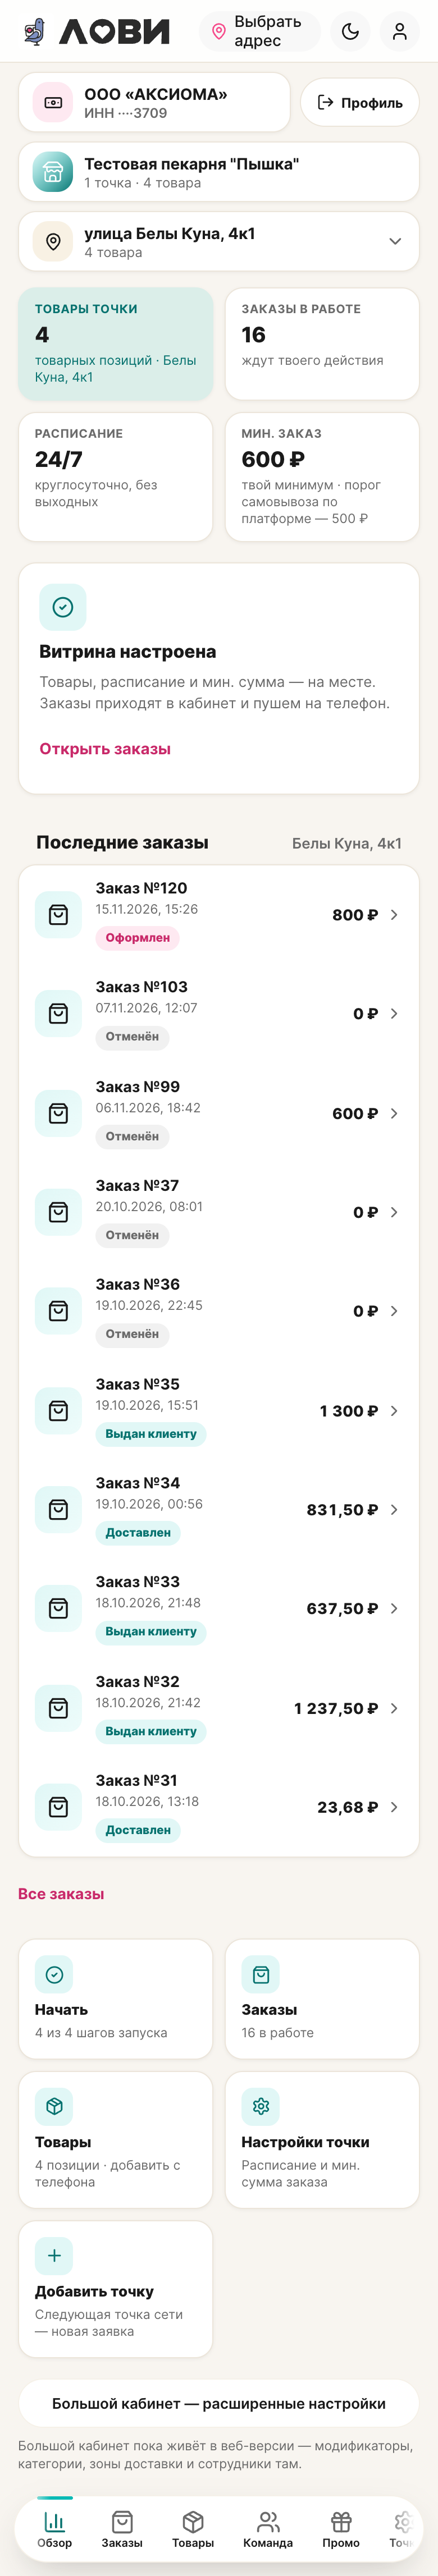 ЛОВИ
Выбрать
адрес
ООО «АКСИОМА»
ИНН ····3709
Профиль
Тестовая пекарня "Пышка"
1 точка · 4 товара
улица Белы Куна, 4к1
4 товара
ТОВАРЫ ТОЧКИ
4
товарных позиций · Белы
Куна, 4к1
ЗАКАЗЫ В РАБОТЕ
16
ждут твоего действия
РАСПИСАНИЕ
24/7
круглосуточно, без
выходных
МИН. ЗАКАЗ
600 ₽
твой минимум · порог
самовывоза по
платформе — 500 ₽
Витрина настроена
Товары, расписание и мин. сумма — на месте.
Заказы приходят в кабинет и пушем на телефон.
Открыть заказы
Последние заказы
Белы Куна, 4к1
Заказ №120
15.11.2026, 15:26
Оформлен
800 ₽
Заказ №103
07.11.2026, 12:07
Отменён
0 ₽
Заказ №99
06.11.2026, 18:42
Отменён
600 ₽
Заказ №37
20.10.2026, 08:01
Отменён
0 ₽
Заказ №36
19.10.2026, 22:45
Отменён
0 ₽
Заказ №35
19.10.2026, 15:51
Выдан клиенту
1 300 ₽
Заказ №34
19.10.2026, 00:56
Доставлен
831,50 ₽
Заказ №33
18.10.2026, 21:48
Выдан клиенту
637,50 ₽
Заказ №32
18.10.2026, 21:42
Выдан клиенту
1 237,50 ₽
Заказ №31
18.10.2026, 13:18
Доставлен
23,68 ₽
Все заказы
Начать
4 из 4 шагов запуска
Заказы
16 в работе
Товары
4 позиции · добавить с
телефона
Настройки точки
Расписание и мин.
сумма заказа
Добавить точку
Следующая точка сети
— новая заявка
Большой кабинет — расширенные настройки
Большой кабинет пока живёт в веб-версии — модификаторы,
категории, зоны доставки и сотрудники там.
Обзор
Заказы
Товары
Команда
Промо